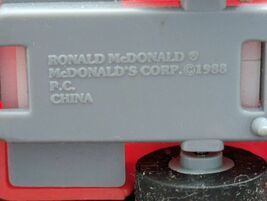 RONALD McDONALD ®
McDONALD'S CORP.©1988
P.C.
CHINA